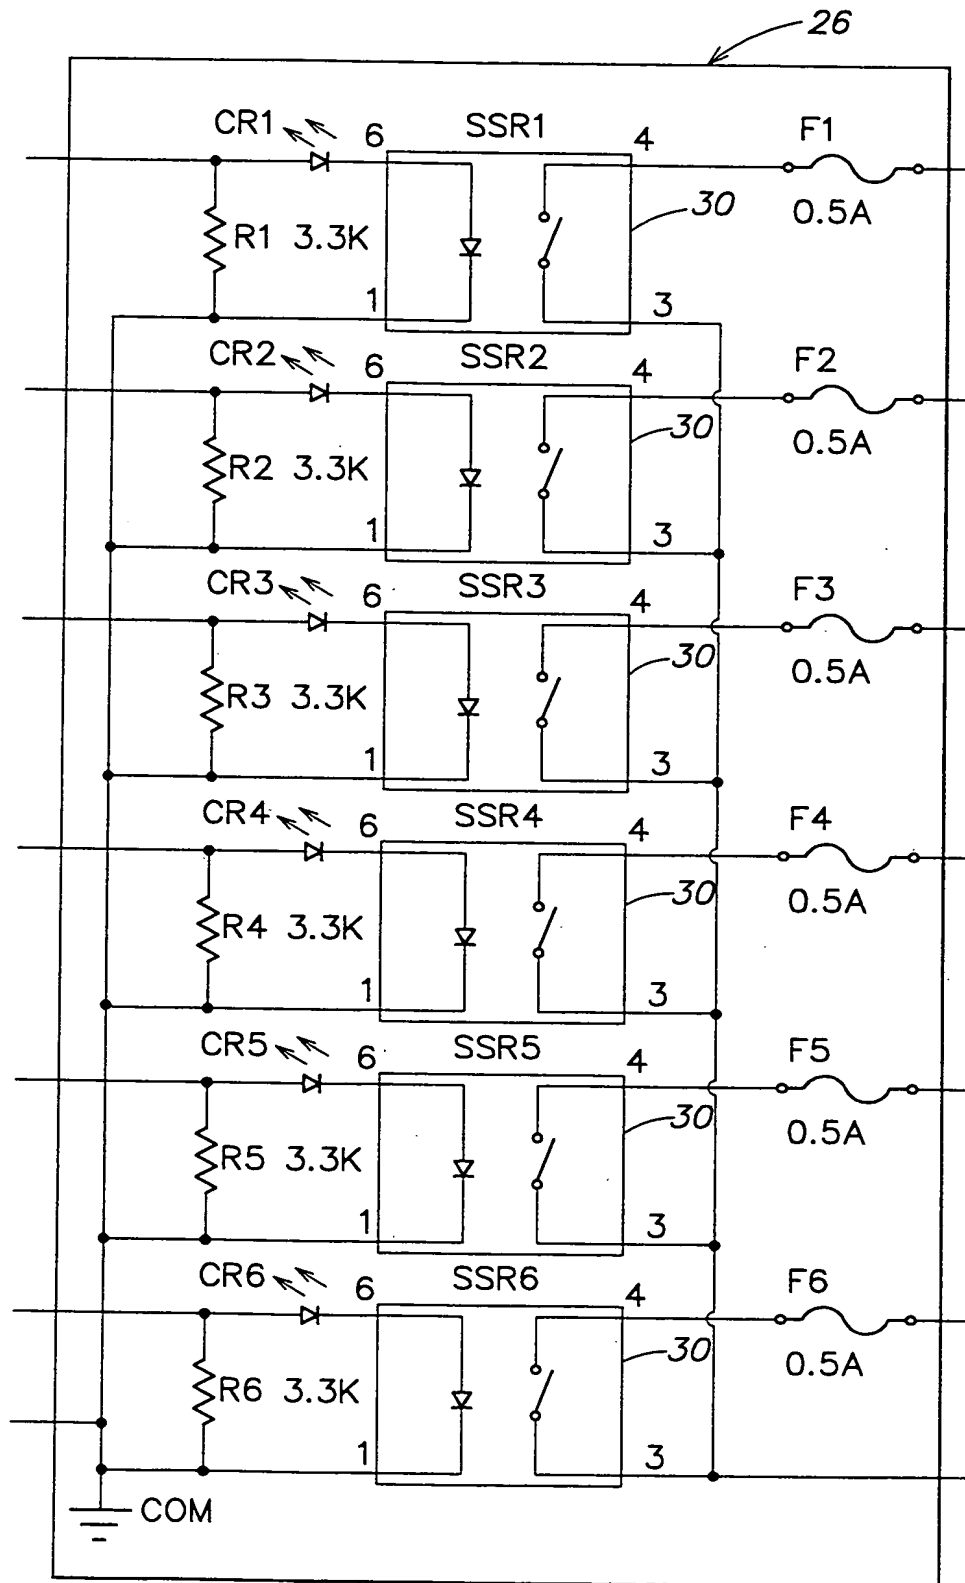 26
CR1 6 SSR1 4 F1
R1 3.3K 30 0.5A
1 3
CR2 6 SSR2 4 F2
R2 3.3K 30 0.5A
1 3
CR3 6 SSR3 4 F3
R3 3.3K 30 0.5A
1 3
CR4 6 SSR4 4 F4
R4 3.3K 30 0.5A
1 3
CR5 6 SSR5 4 F5
R5 3.3K 30 0.5A
1 3
CR6 6 SSR6 4 F6
R6 3.3K 30 0.5A
1 3
COM